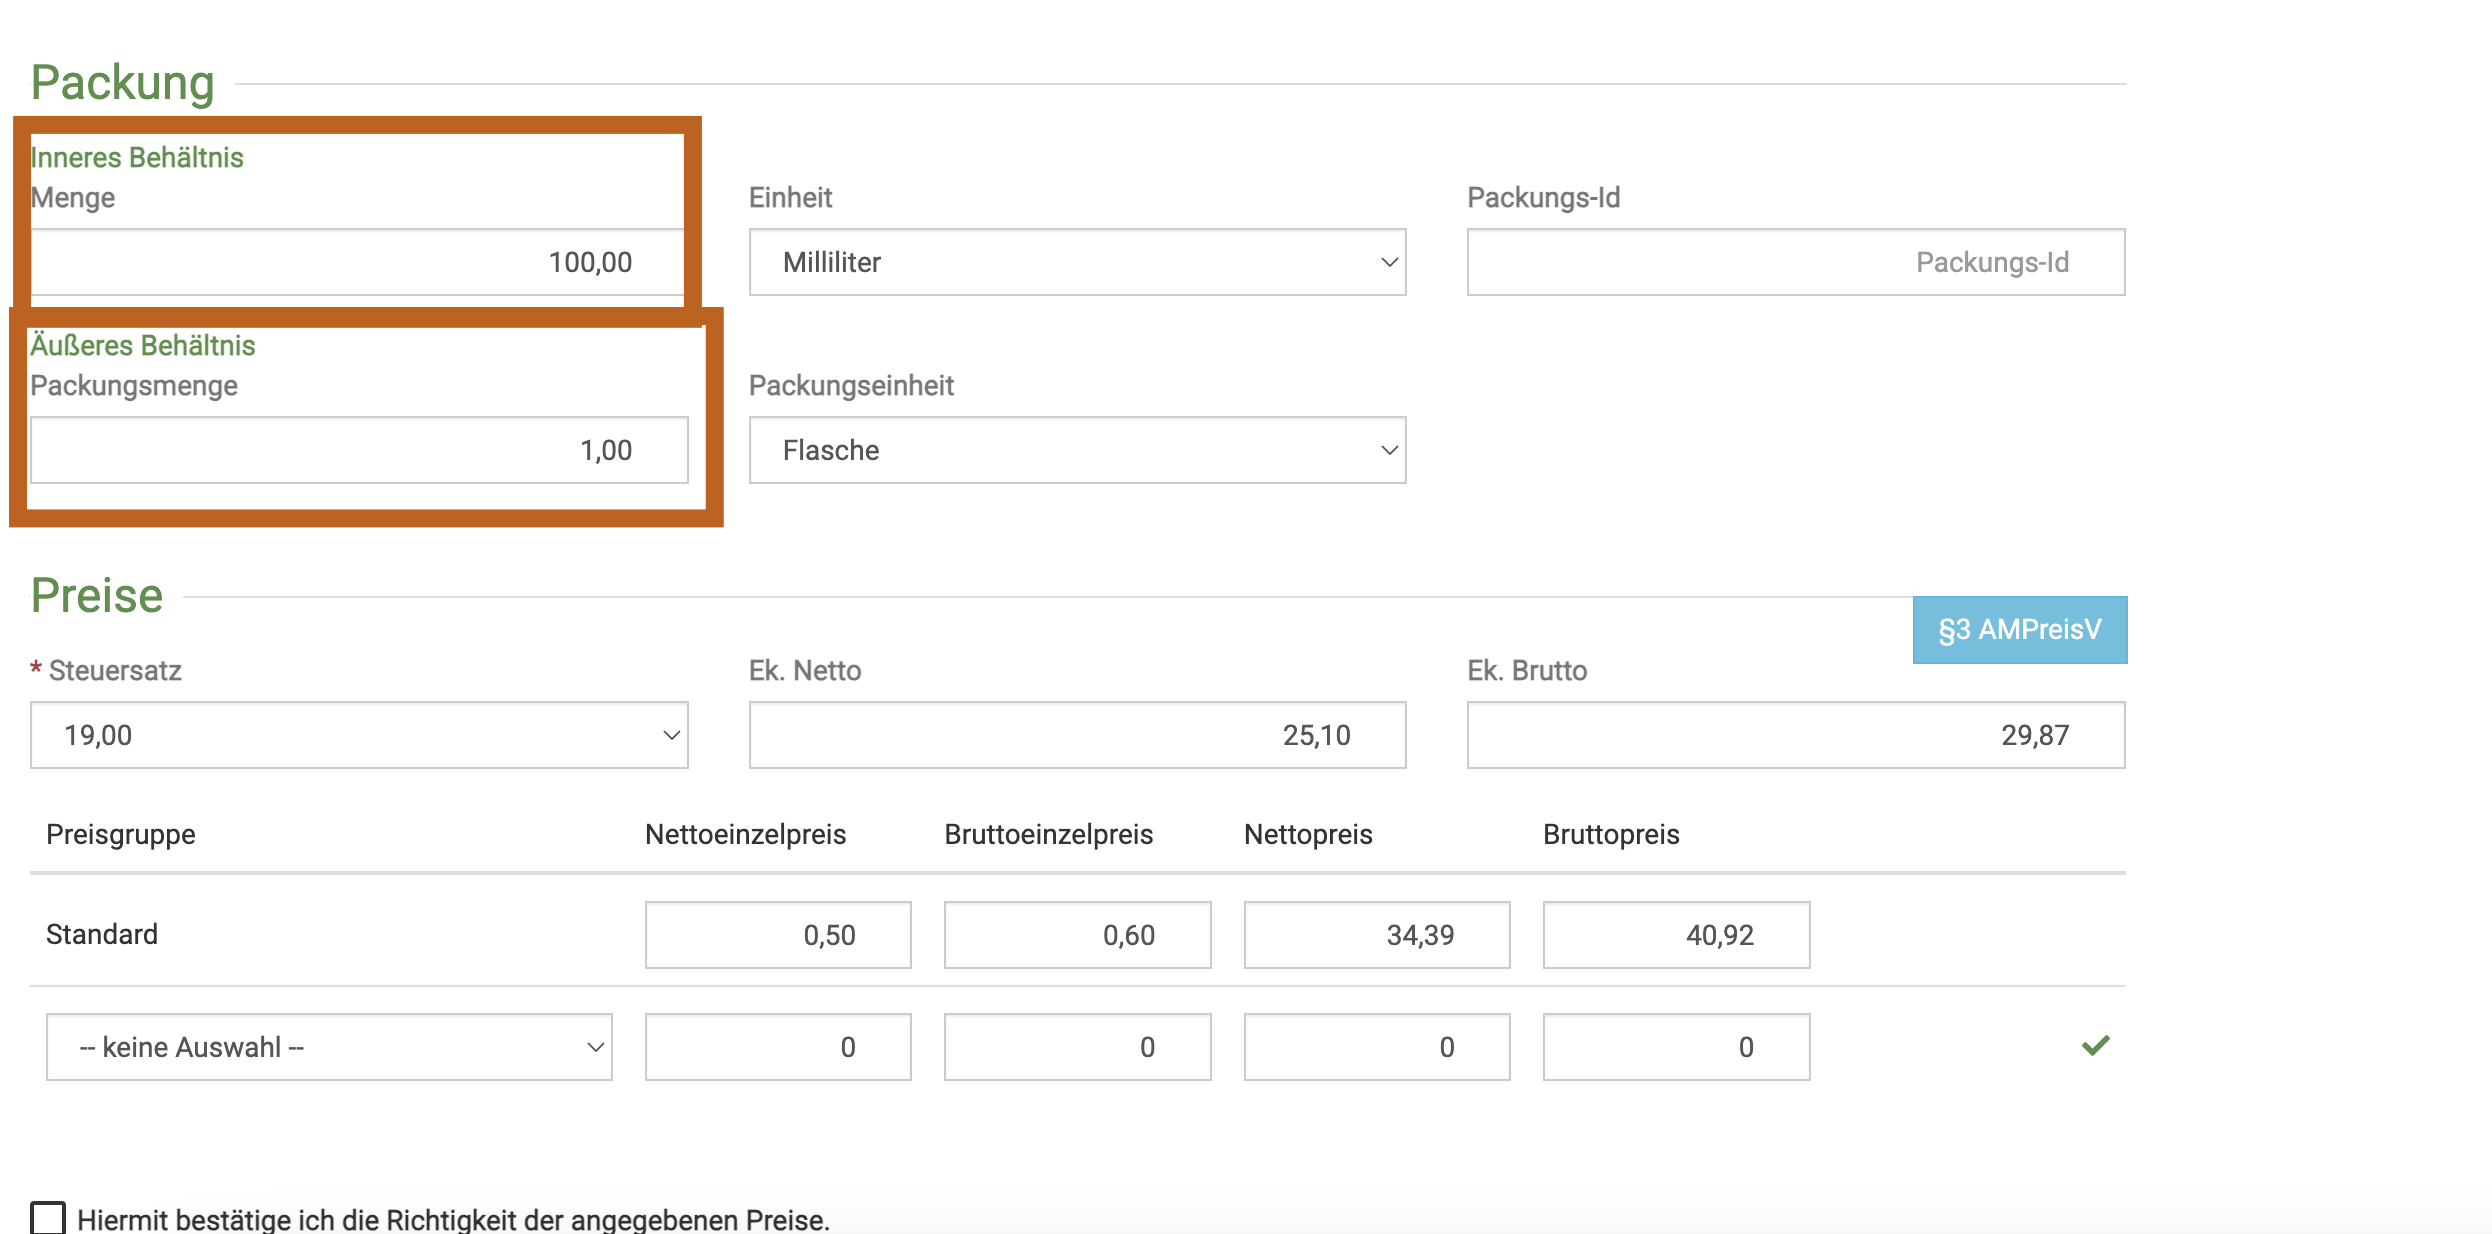 Packung
Inneres Behältnis
Menge Einheit Packungs-Id
100,00 Milliliter Packungs-Id
Äußeres Behältnis
Packungsmenge Packungseinheit
1,00 Flasche
Preise
§3 AMPreisV
* Steuersatz Ek. Netto Ek. Brutto
19,00 25,10 29,87
Preisgruppe Nettoeinzelpreis Bruttoeinzelpreis Nettopreis Bruttopreis
Standard 0,50 0,60 34,39 40,92
-- keine Auswahl -- 0 0 0 0
Hiermit bestätige ich die Richtigkeit der angegebenen Preise.